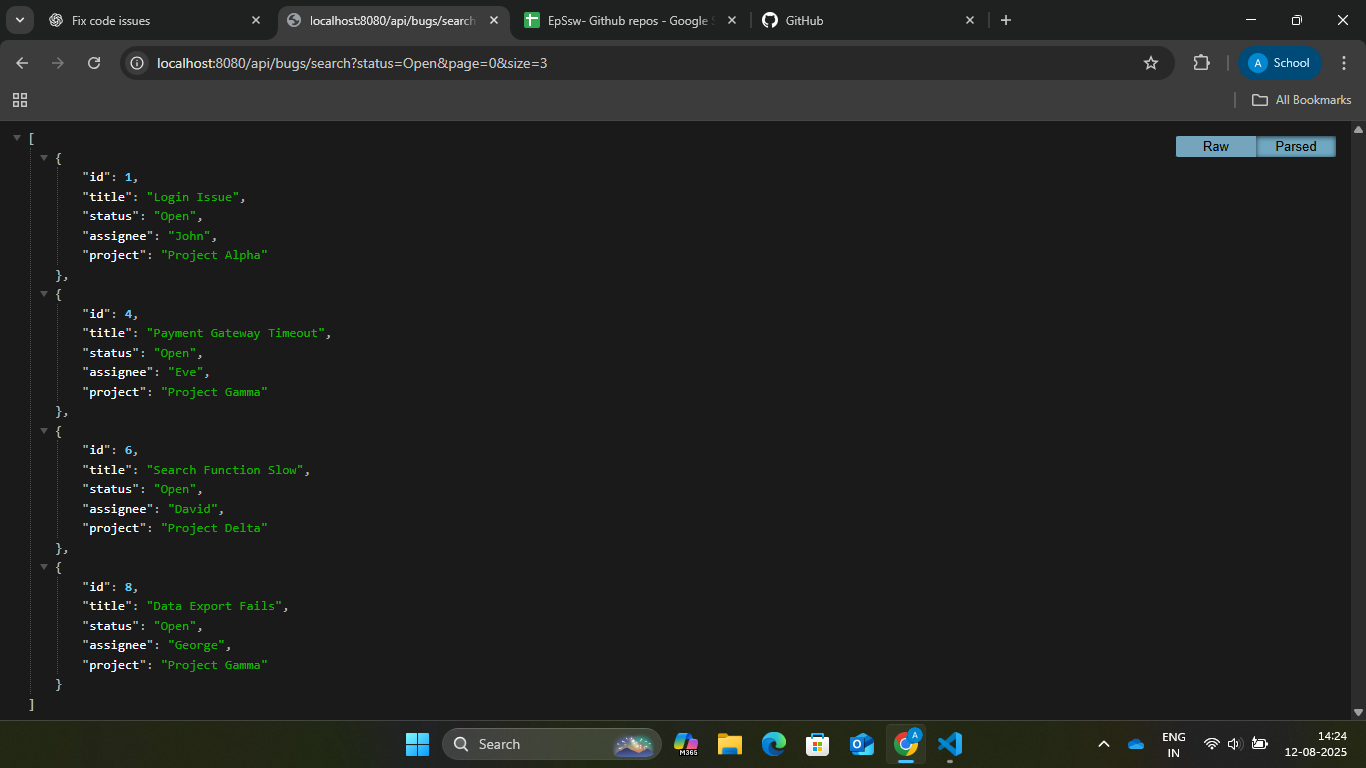 Fix code issues
localhost:8080/api/bugs/search
EpSsw- Github repos - Google S
GitHub
localhost:8080/api/bugs/search?status=Open&page=0&size=3
A
School
All Bookmarks
Raw
Parsed
[
{
"id": 1,
"title": "Login Issue",
"status": "Open",
"assignee": "John",
"project": "Project Alpha"
},
{
"id": 4,
"title": "Payment Gateway Timeout",
"status": "Open",
"assignee": "Eve",
"project": "Project Gamma"
},
{
"id": 6,
"title": "Search Function Slow",
"status": "Open",
"assignee": "David",
"project": "Project Delta"
},
{
"id": 8,
"title": "Data Export Fails",
"status": "Open",
"assignee": "George",
"project": "Project Gamma"
}
]
Search
M365
A
ENG
IN
14:24
12-08-2025